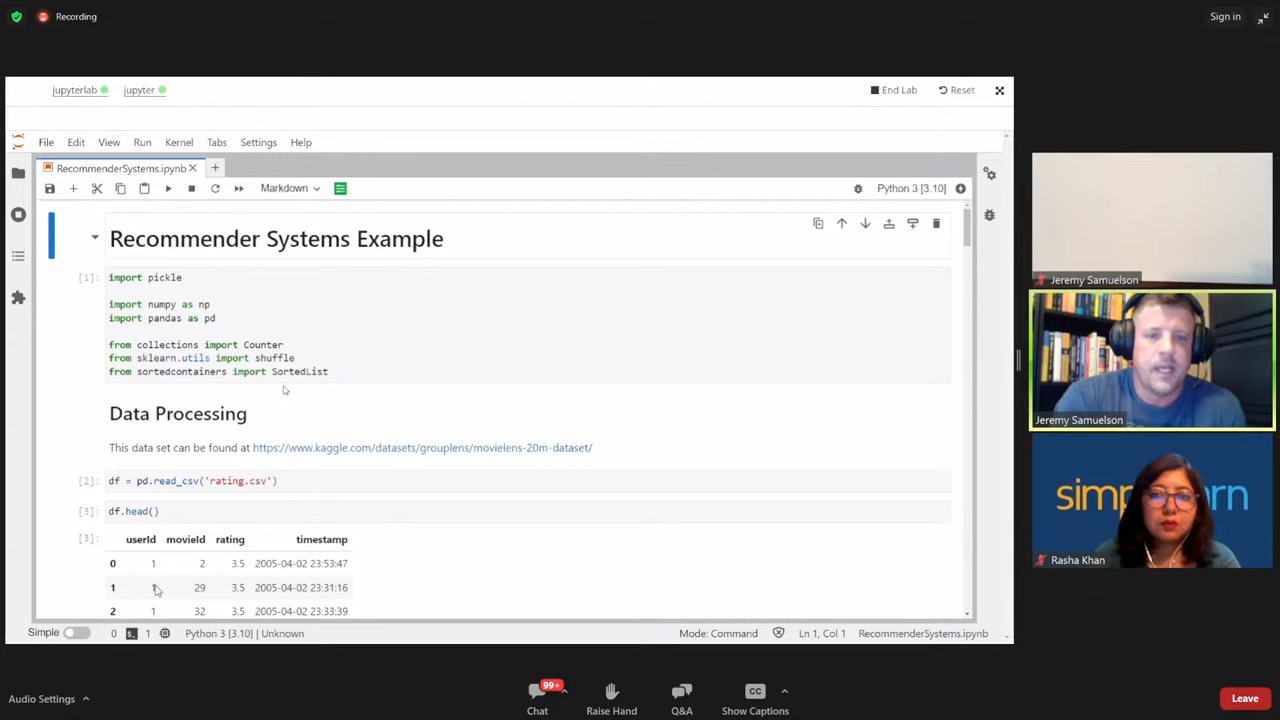 Recording
Sign in
jupyterlab
jupyter
End Lab
Reset
File Edit View Run Kernel Tabs Settings Help
RecommenderSystems.ipynb
Markdown
Python 3 [3.10]
Recommender Systems Example
[1]:
import pickle
import numpy as np
import pandas as pd
from collections import Counter
from sklearn.utils import shuffle
from sortedcontainers import SortedList
Data Processing
This data set can be found at https://www.kaggle.com/datasets/grouplens/movielens-20m-dataset/
[2]: df = pd.read_csv('rating.csv')
[3]: df.head()
[3]: userId movieId rating timestamp
0 1 2 3.5 2005-04-02 23:53:47
1 29 3.5 2005-04-02 23:31:16
2 1 32 3.5 2005-04-02 23:33:39
Simple 0 1 Python 3 [3.10] | Unknown Mode: Command Ln 1, Col 1 RecommenderSystems.ipynb
Jeremy Samuelson
Jeremy Samuelson
Rasha Khan
Audio Settings
99+
Chat
Raise Hand
Q&A
CC
Show Captions
Leave